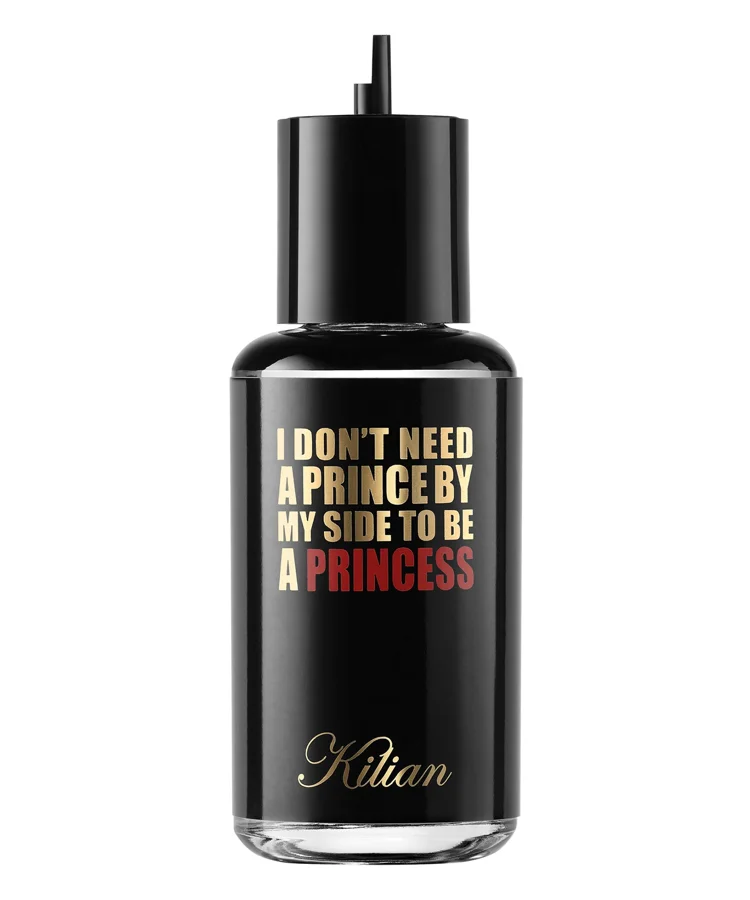 I DON'T NEED
A PRINCE BY
MY SIDE TO BE
A PRINCESS
Kilian